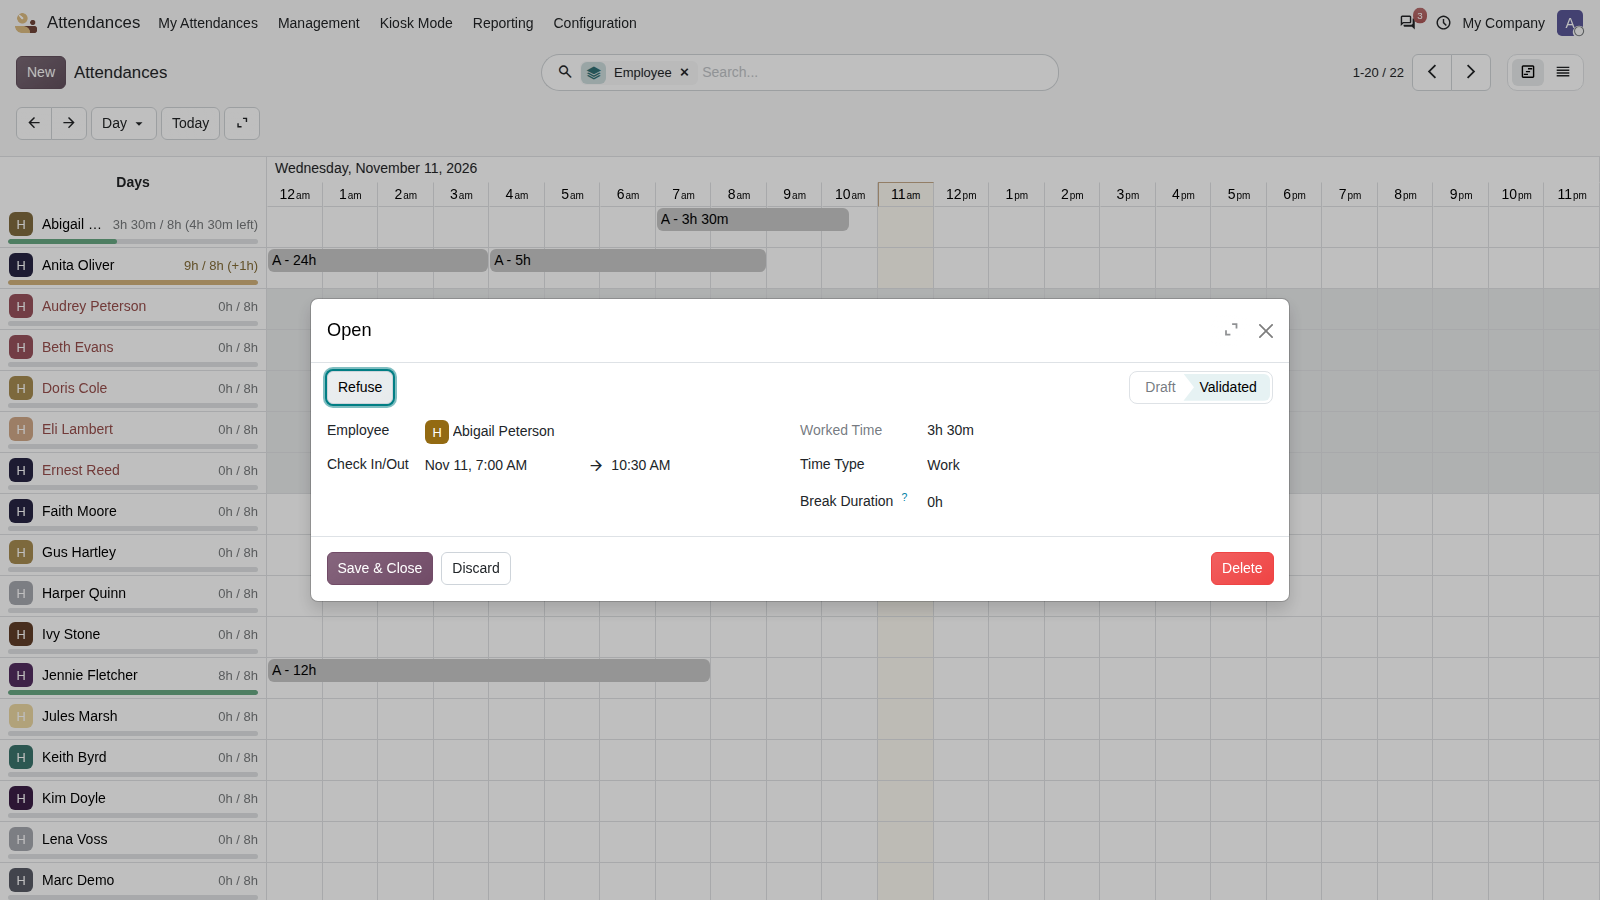 Attendances My Attendances Management Kiosk Mode Reporting Configuration 3 My Company A
New Attendances Employee Search... 1-20 / 22
Day Today
Days Wednesday, November 11, 2026
12am 1am 2am 3am 4am 5am 6am 7am 8am 9am 10am 11am 12pm 1pm 2pm 3pm 4pm 5pm 6pm 7pm 8pm 9pm 10pm 11pm
H Abigail ... 3h 30m / 8h (4h 30m left) A - 3h 30m
H Anita Oliver 9h / 8h (+1h) A - 24h A - 5h
H Audrey Peterson 0h / 8h
H Beth Evans 0h / 8h
H Doris Cole 0h / 8h
H Eli Lambert 0h / 8h
H Ernest Reed 0h / 8h
H Faith Moore 0h / 8h
H Gus Hartley 0h / 8h
H Harper Quinn 0h / 8h
H Ivy Stone 0h / 8h
H Jennie Fletcher 8h / 8h A - 12h
H Jules Marsh 0h / 8h
H Keith Byrd 0h / 8h
H Kim Doyle 0h / 8h
H Lena Voss 0h / 8h
H Marc Demo 0h / 8h
Open
Refuse Draft Validated
Employee H Abigail Peterson Worked Time 3h 30m
Check In/Out Nov 11, 7:00 AM 10:30 AM Time Type Work
Break Duration ? 0h
Save & Close Discard Delete